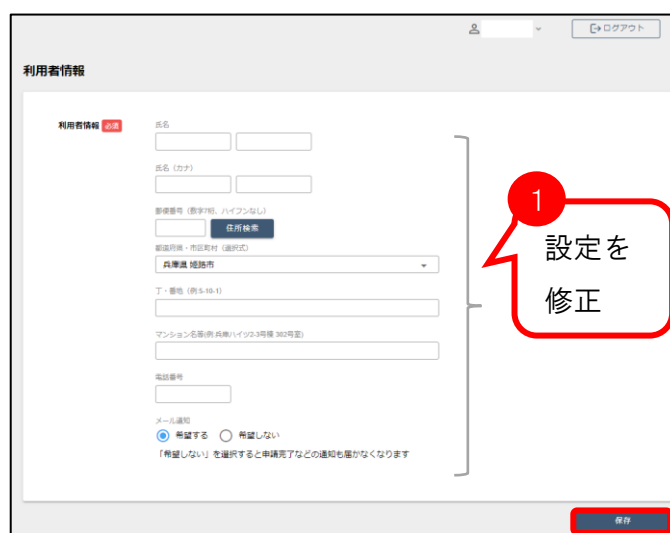 ログアウト
利用者情報
利用者情報 必須
氏名
氏名（カナ）
郵便番号（数字7桁、ハイフンなし）
住所検索
都道府県・市区町村（選択式）
兵庫県 姫路市
丁・番地（例:5-10-1）
マンション名等(例:兵庫ハイツ2-3号棟 302号室)
電話番号
メール通知
希望する 希望しない
「希望しない」を選択すると申請完了などの通知も届かなくなります
1
設定を
修正
保存